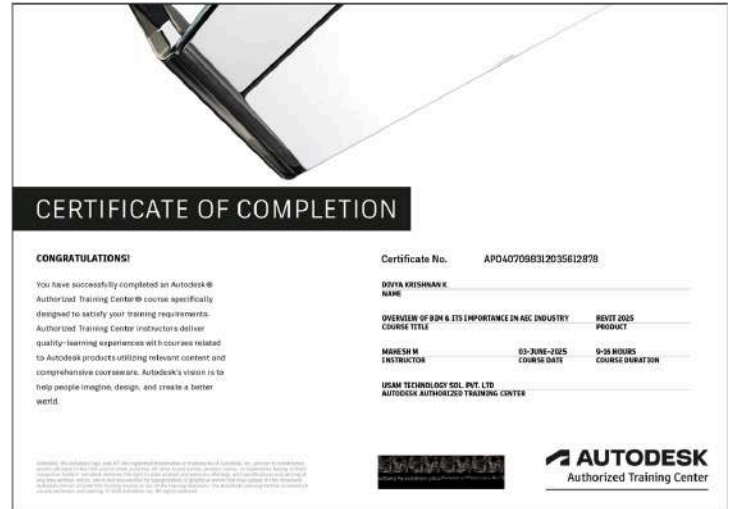 CERTIFICATE OF COMPLETION
CONGRATULATIONS!
You have successfully completed an Autodesk®
Authorized Training Center® course specifically
designed to satisfy your training requirements.
Authorized Training Center instructors deliver
quality-learning experiences with courses related
to Autodesk products utilizing relevant content and
comprehensive courseware. Autodesk's vision is to
help people imagine, design, and create a better
world.
Certificate No. AP0407098312035612878
DIVYA KRISHNAN K
NAME
OVERVIEW OF BIM & ITS IMPORTANCE IN AEC INDUSTRY REVIT 2025
COURSE TITLE PRODUCT
MAHESH M 03-JUNE-2025 9-16 HOURS
INSTRUCTOR COURSE DATE COURSE DURATION
USAM TECHNOLOGY SOL. PVT. LTD
AUTODESK AUTHORIZED TRAINING CENTER
AUTODESK
Authorized Training Center